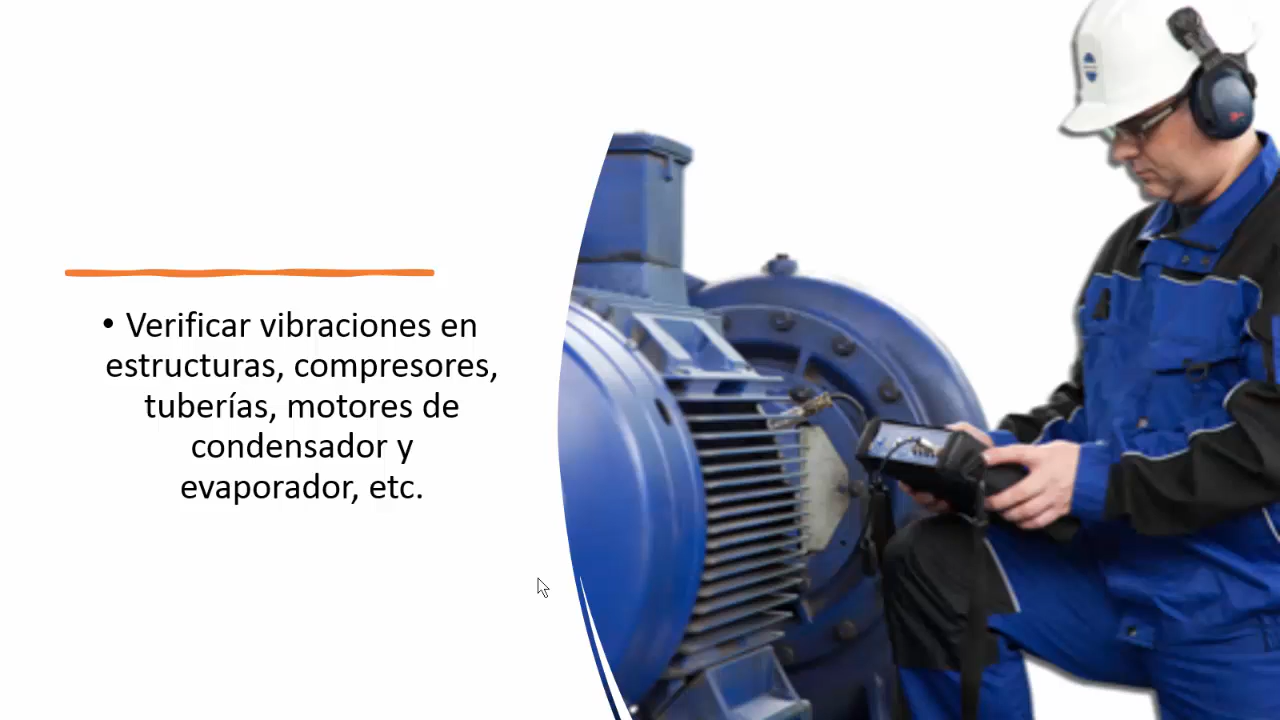 • Verificar vibraciones en
estructuras, compresores,
tuberías, motores de
condensador y
evaporador, etc.